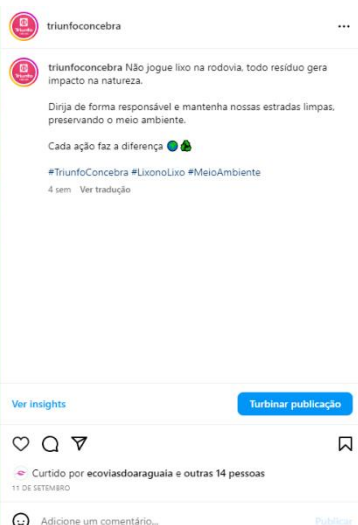 triunfoconcebra
triunfoconcebra Não jogue lixo na rodovia, todo resíduo gera
impacto na natureza.
Dirija de forma responsável e mantenha nossas estradas limpas,
preservando o meio ambiente.
Cada ação faz a diferença
#TriunfoConcebra #LixonoLixo #MeioAmbiente
4 sem Ver tradução
Ver insights
Turbinar publicação
Curtido por ecoviasdoaraguaia e outras 14 pessoas
11 DE SETEMBRO
Adicione um comentário...
Publicar